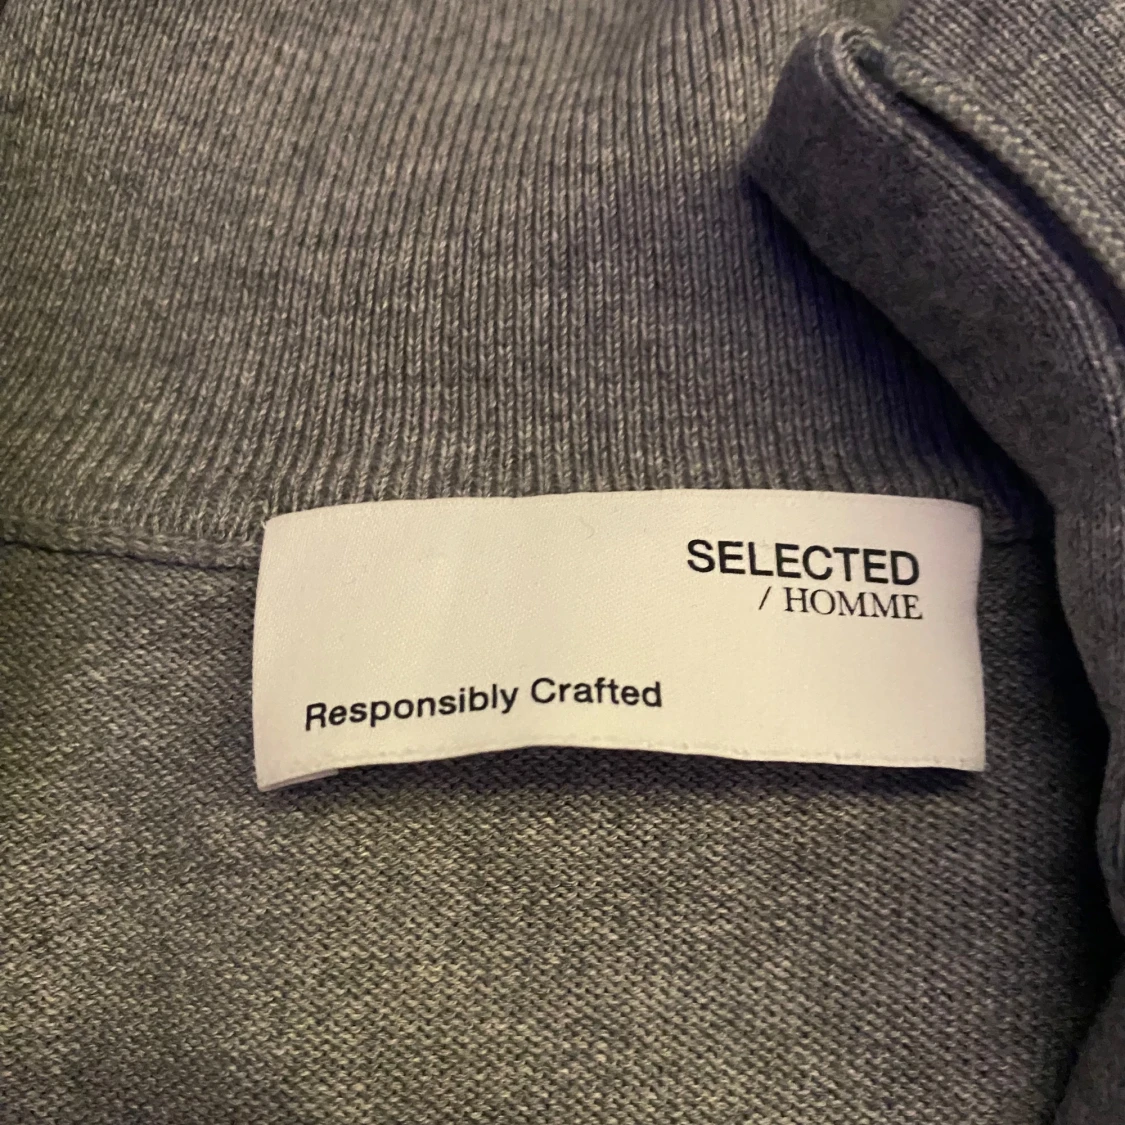 SELECTED
/ HOMME
Responsibly Crafted